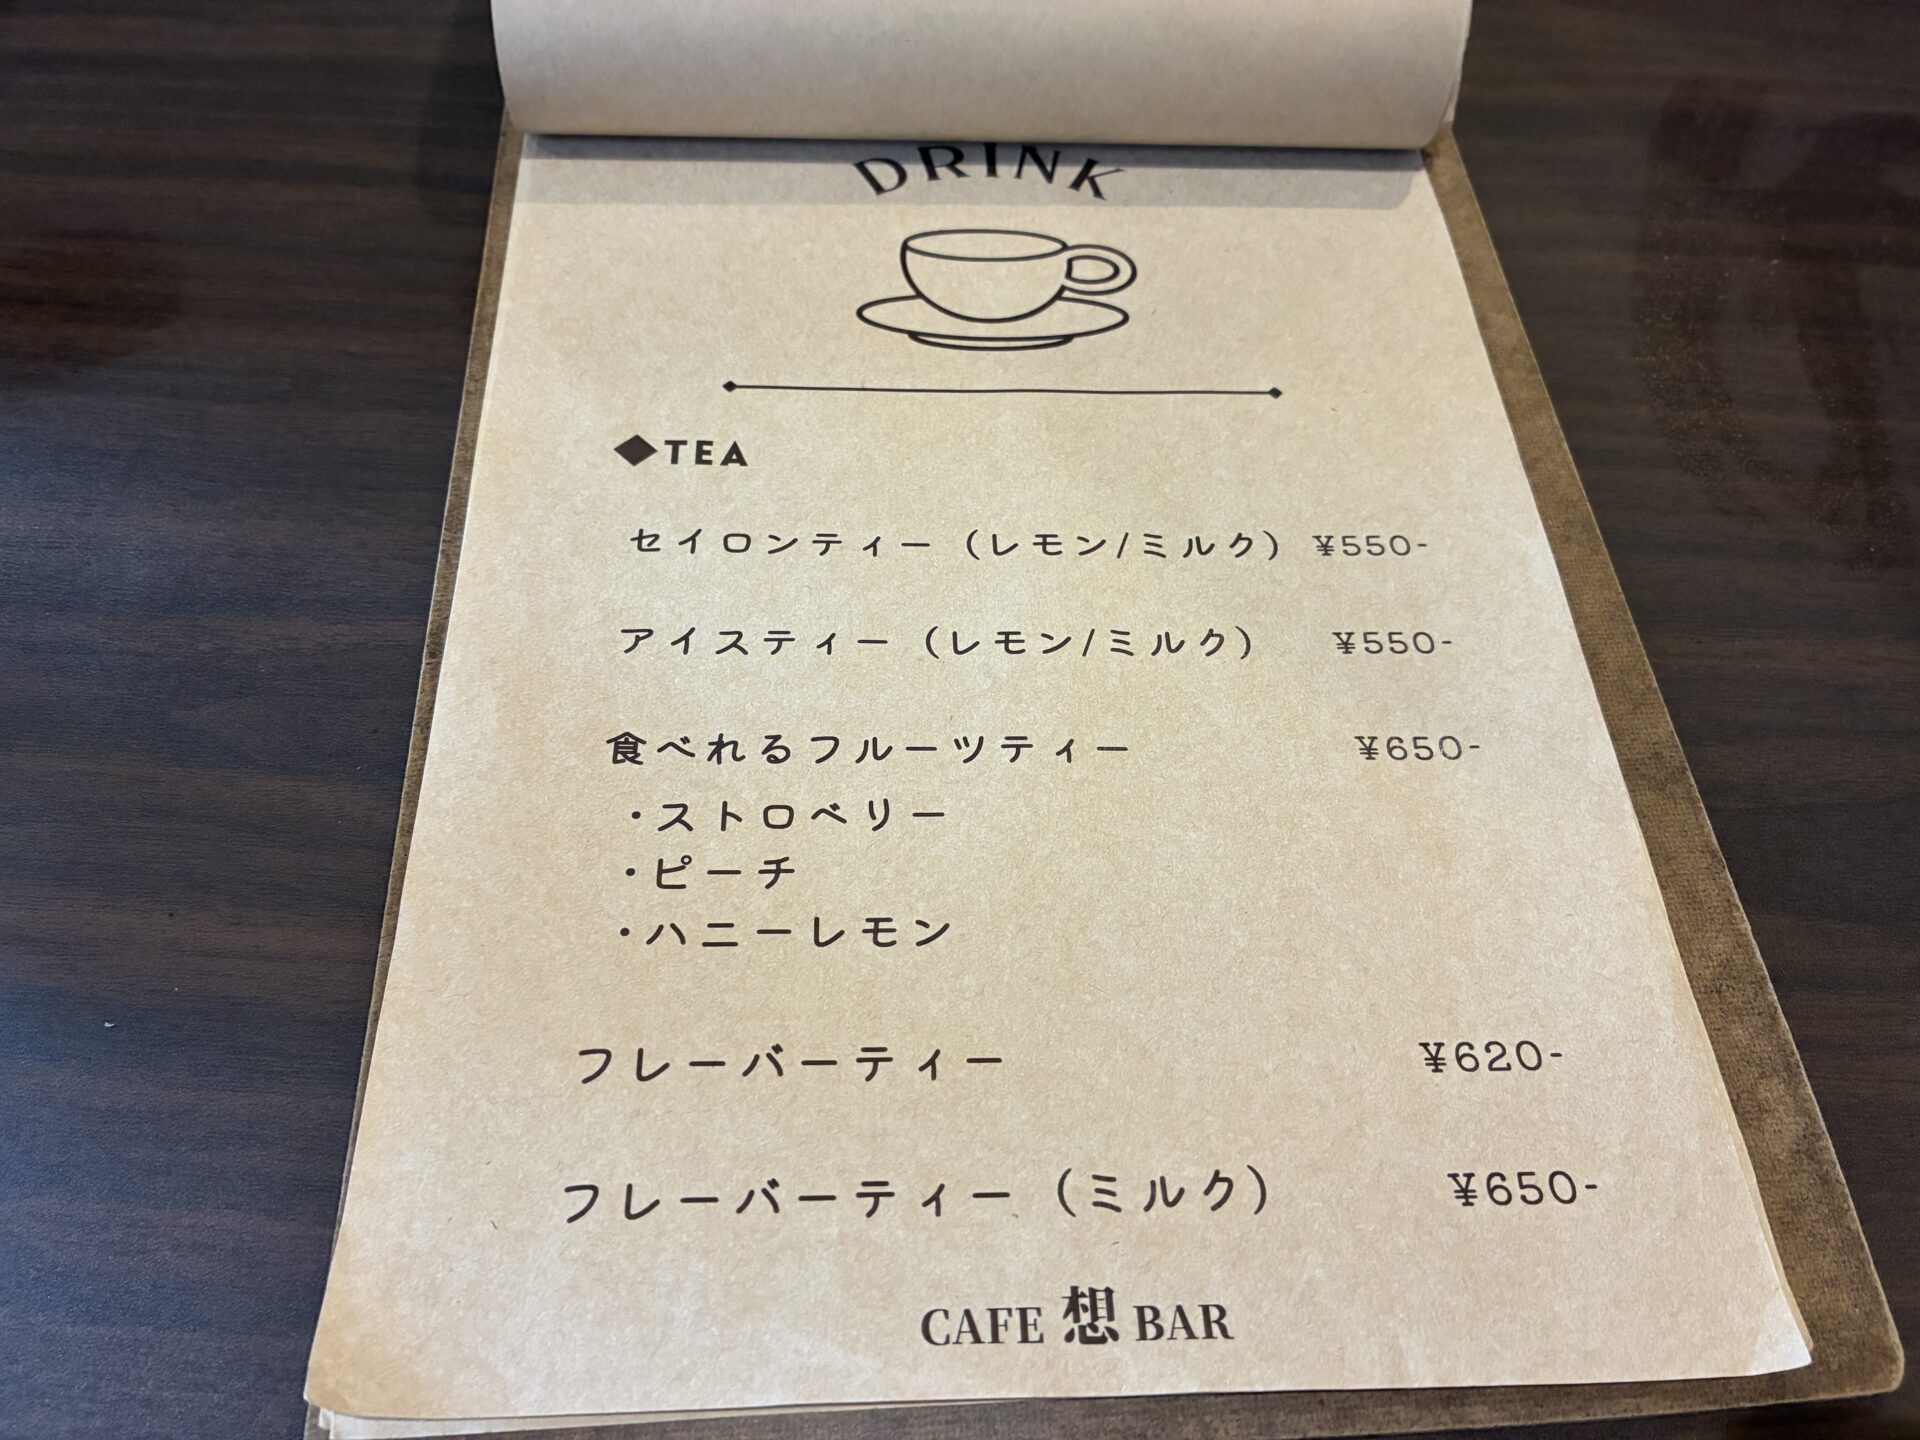 DRINK
◆TEA
セイロンティー（レモン/ミルク） ¥550-
アイスティー（レモン/ミルク） ¥550-
食べれるフルーツティー ¥650-
・ストロベリー
・ピーチ
・ハニーレモン
フレーバーティー ¥620-
フレーバーティー（ミルク） ¥650-
CAFE 想 BAR